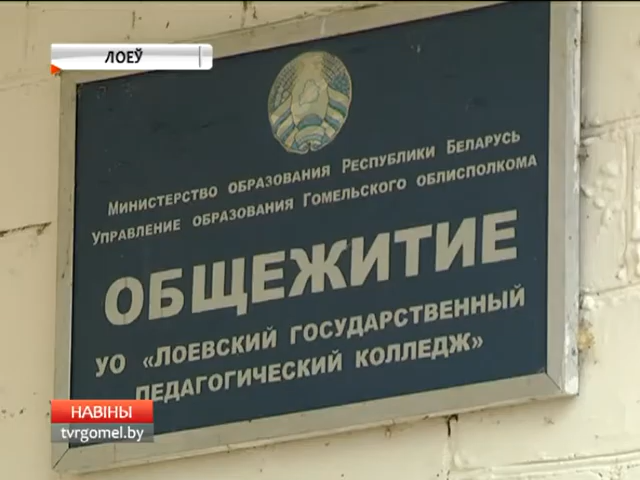 ЛОЕЎ
Министерство образования Республики Беларусь
Управление образования Гомельского облисполкома
ОБЩЕЖИТИЕ
УО «Лоевский государственный
педагогический колледж»
НАВІНЫ
tvrgomel.by